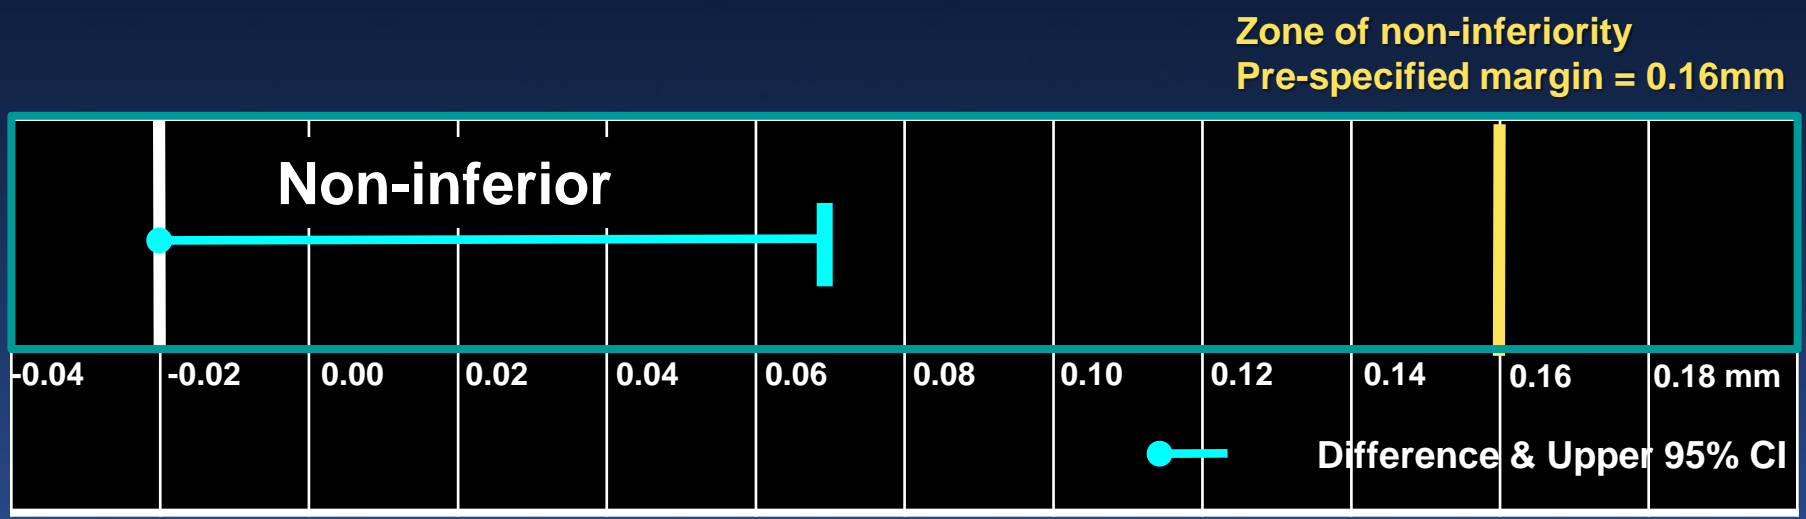 Zone of non-inferiority
Pre-specified margin = 0.16mm
Non-inferior
-0.04 -0.02 0.00 0.02 0.04 0.06 0.08 0.10 0.12 0.14 0.16 0.18 mm
Difference & Upper 95% CI